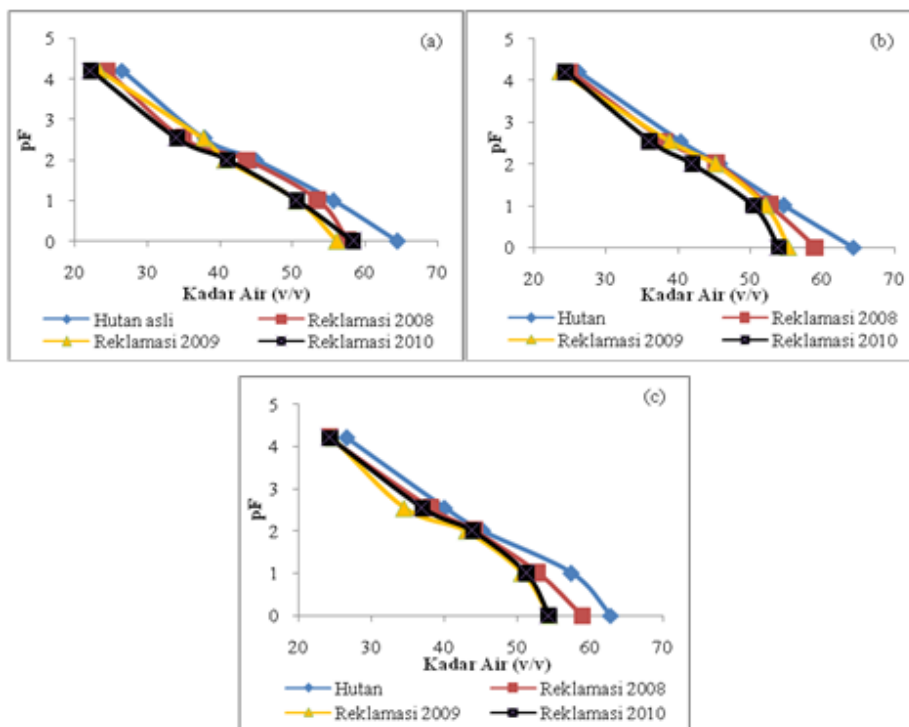 (a)
5
4
3
2
1
0
pF
20 30 40 50 60 70
Kadar Air (v/v)
Hutan asli Reklamasi 2008
Reklamasi 2009 Reklamasi 2010
(b)
5
4
3
2
1
0
pF
20 30 40 50 60 70
Kadar Air (v/v)
Hutan Reklamasi 2008
Reklamasi 2009 Reklamasi 2010
(c)
5
4
3
2
1
0
pF
20 30 40 50 60 70
Kadar Air (v/v)
Hutan Reklamasi 2008
Reklamasi 2009 Reklamasi 2010